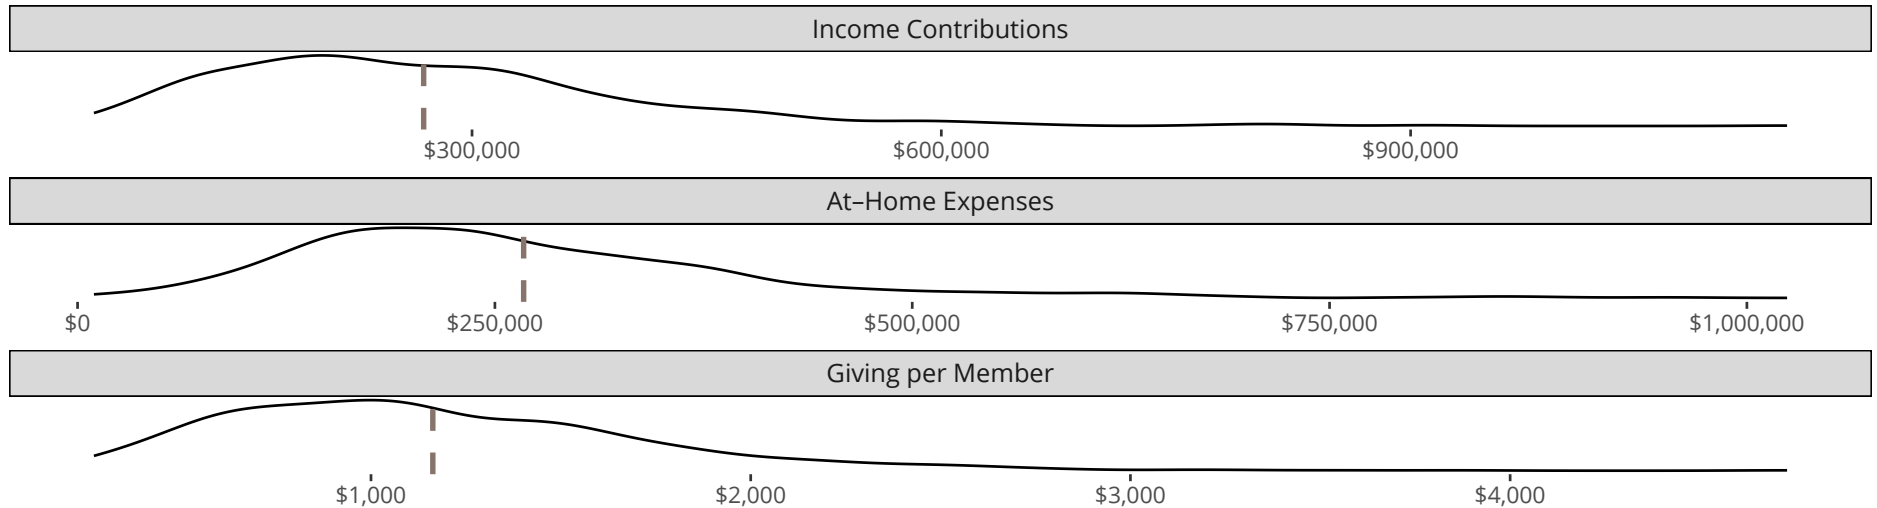 Income Contributions
$300,000 $600,000 $900,000
At–Home Expenses
$0 $250,000 $500,000 $750,000 $1,000,000
Giving per Member
$1,000 $2,000 $3,000 $4,000